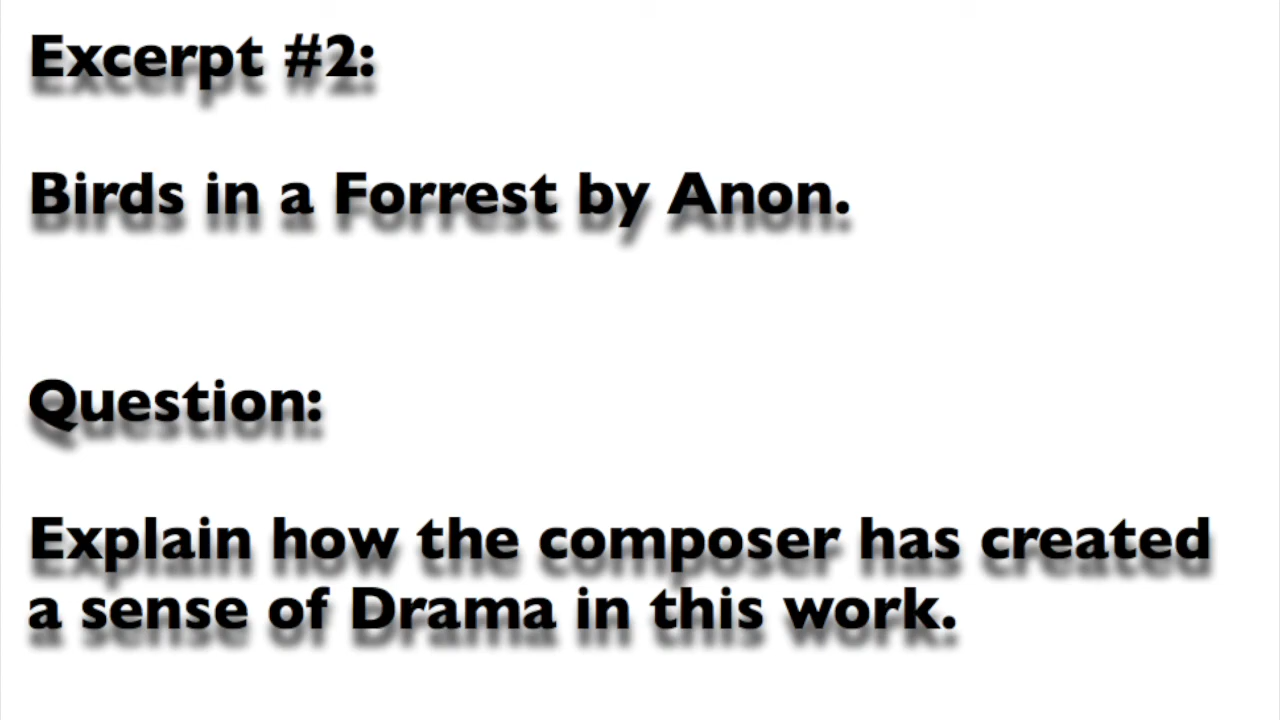 Excerpt #2:
Birds in a Forrest by Anon.
Question:
Explain how the composer has created
a sense of Drama in this work.